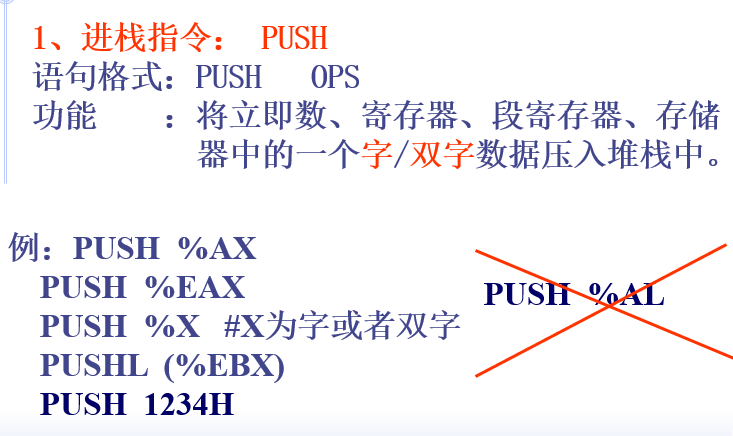 1、进栈指令： PUSH
语句格式：PUSH OPS
功能 ：将立即数、寄存器、段寄存器、存储
器中的一个字/双字数据压入堆栈中。
例：PUSH %AX
PUSH %EAX
PUSH %AL
PUSH %X #X为字或者双字
PUSHL (%EBX)
PUSH 1234H